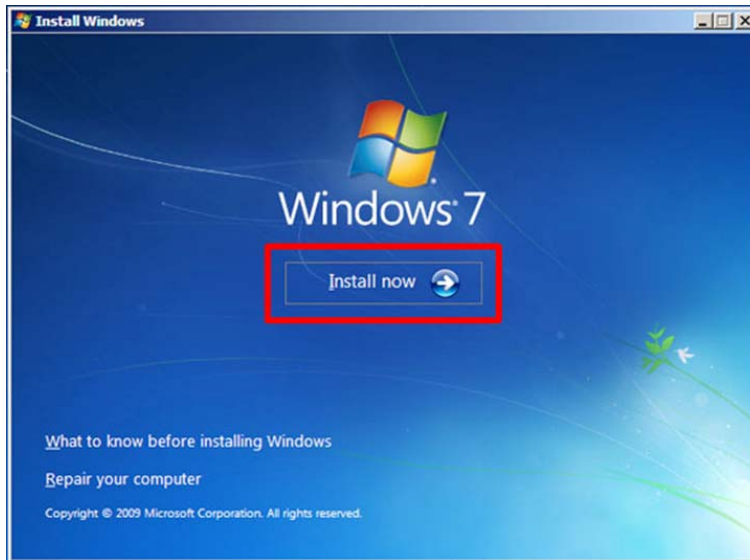 Install Windows
Windows 7
Install now
What to know before installing Windows
Repair your computer
Copyright © 2009 Microsoft Corporation. All rights reserved.